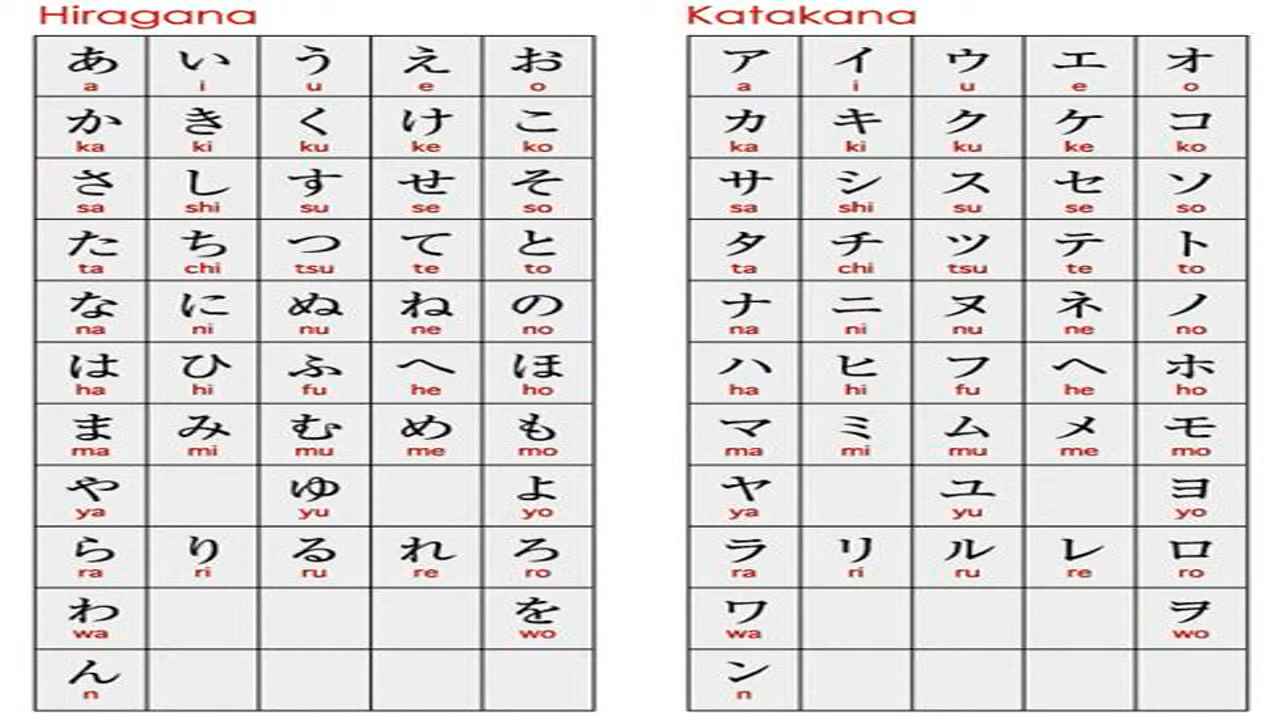 Hiragana Katakana
あ い う え お ア イ ウ エ オ
a i u e o a i u e o
か き く け こ カ キ ク ケ コ
ka ki ku ke ko ka ki ku ke ko
さ し す せ そ サ シ ス セ ソ
sa shi su se so sa shi su se so
た ち つ て と タ チ ツ テ ト
ta chi tsu te to ta chi tsu te to
な に ぬ ね の ナ ニ ヌ ネ ノ
na ni nu ne no na ni nu ne no
は ひ ふ へ ほ ハ ヒ フ ヘ ホ
ha hi fu he ho ha hi fu he ho
ま み む め も マ ミ ム メ モ
ma mi mu me mo ma mi mu me mo
や ゆ よ ヤ ユ ヨ
ya yu yo ya yu yo
ら り る れ ろ ラ リ ル レ ロ
ra ri ru re ro ra ri ru re ro
わ を ワ ヲ
wa wo wa wo
ん ン
n n